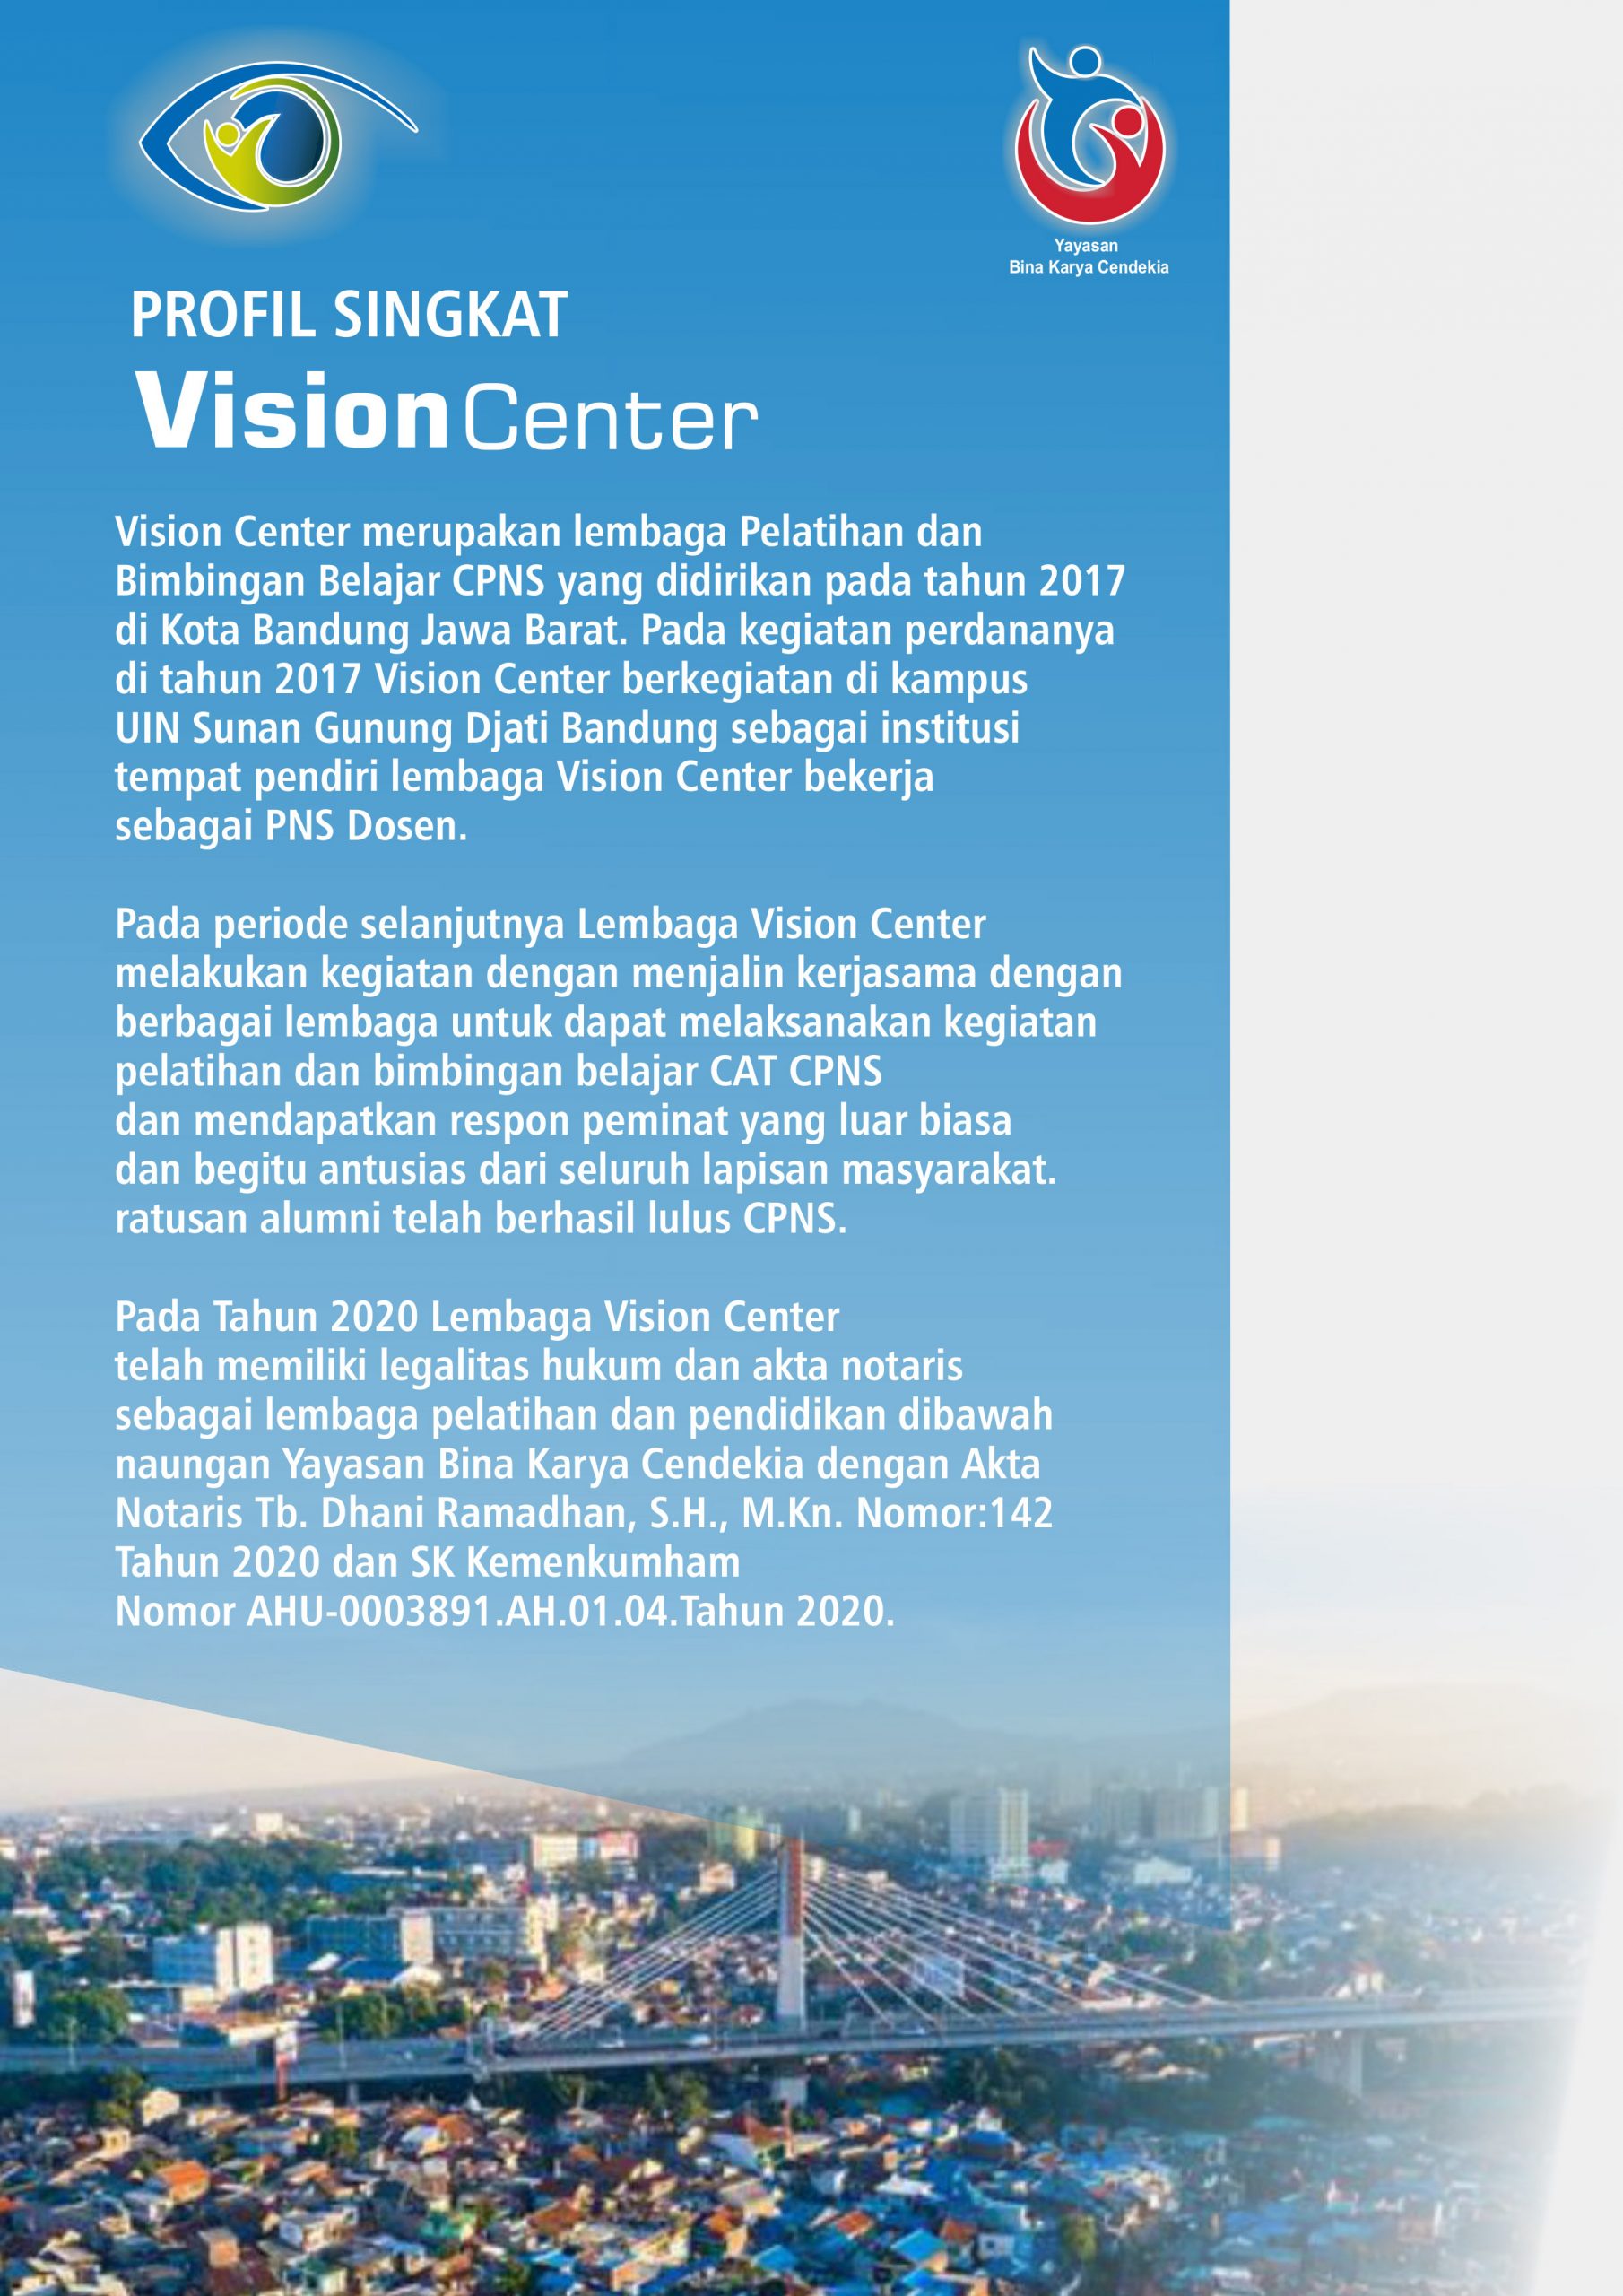 Yayasan
Bina Karya Cendekia
PROFIL SINGKAT
Vision Center
Vision Center merupakan lembaga Pelatihan dan
Bimbingan Belajar CPNS yang didirikan pada tahun 2017
di Kota Bandung Jawa Barat. Pada kegiatan perdananya
di tahun 2017 Vision Center berkegiatan di kampus
UIN Sunan Gunung Djati Bandung sebagai institusi
tempat pendiri lembaga Vision Center bekerja
sebagai PNS Dosen.
Pada periode selanjutnya Lembaga Vision Center
melakukan kegiatan dengan menjalin kerjasama dengan
berbagai lembaga untuk dapat melaksanakan kegiatan
pelatihan dan bimbingan belajar CAT CPNS
dan mendapatkan respon peminat yang luar biasa
dan begitu antusias dari seluruh lapisan masyarakat.
ratusan alumni telah berhasil lulus CPNS.
Pada Tahun 2020 Lembaga Vision Center
telah memiliki legalitas hukum dan akta notaris
sebagai lembaga pelatihan dan pendidikan dibawah
naungan Yayasan Bina Karya Cendekia dengan Akta
Notaris Tb. Dhani Ramadhan, S.H., M.Kn. Nomor:142
Tahun 2020 dan SK Kemenkumham
Nomor AHU-0003891.AH.01.04.Tahun 2020.